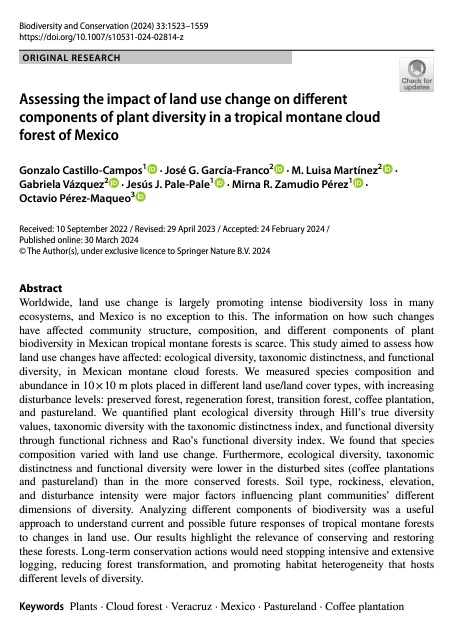 Biodiversity and Conservation (2024) 33:1523–1559
https://doi.org/10.1007/s10531-024-02814-z
ORIGINAL RESEARCH
Check for
updates
Assessing the impact of land use change on different
components of plant diversity in a tropical montane cloud
forest of Mexico
Gonzalo Castillo-Campos1 · José G. García-Franco2 · M. Luisa Martínez2 ·
Gabriela Vázquez2 · Jesús J. Pale-Pale1 · Mirna R. Zamudio Pérez1 ·
Octavio Pérez-Maqueo3
Received: 10 September 2022 / Revised: 29 April 2023 / Accepted: 24 February 2024 /
Published online: 30 March 2024
© The Author(s), under exclusive licence to Springer Nature B.V. 2024
Abstract
Worldwide, land use change is largely promoting intense biodiversity loss in many
ecosystems, and Mexico is no exception to this. The information on how such changes
have affected community structure, composition, and different components of plant
biodiversity in Mexican tropical montane forests is scarce. This study aimed to assess how
land use changes have affected: ecological diversity, taxonomic distinctness, and functional
diversity, in Mexican montane cloud forests. We measured species composition and
abundance in 10×10 m plots placed in different land use/land cover types, with increasing
disturbance levels: preserved forest, regeneration forest, transition forest, coffee plantation,
and pastureland. We quantified plant ecological diversity through Hill's true diversity
values, taxonomic diversity with the taxonomic distinctness index, and functional diversity
through functional richness and Rao's functional diversity index. We found that species
composition varied with land use change. Furthermore, ecological diversity, taxonomic
distinctness and functional diversity were lower in the disturbed sites (coffee plantations
and pastureland) than in the more conserved forests. Soil type, rockiness, elevation,
and disturbance intensity were major factors influencing plant communities' different
dimensions of diversity. Analyzing different components of biodiversity was a useful
approach to understand current and possible future responses of tropical montane forests
to changes in land use. Our results highlight the relevance of conserving and restoring
these forests. Long-term conservation actions would need stopping intensive and extensive
logging, reducing forest transformation, and promoting habitat heterogeneity that hosts
different levels of diversity.
Keywords Plants · Cloud forest · Veracruz · Mexico · Pastureland · Coffee plantation